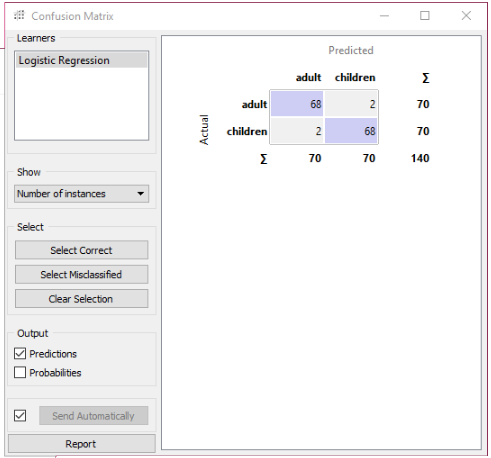 Confusion Matrix
Learners
Logistic Regression
Show
Number of instances
Select
Select Correct
Select Misclassified
Clear Selection
Output
Predictions
Probabilities
Send Automatically
Report
Predicted
adult children Σ
Actual
adult 68 2 70
children 2 68 70
Σ 70 70 140